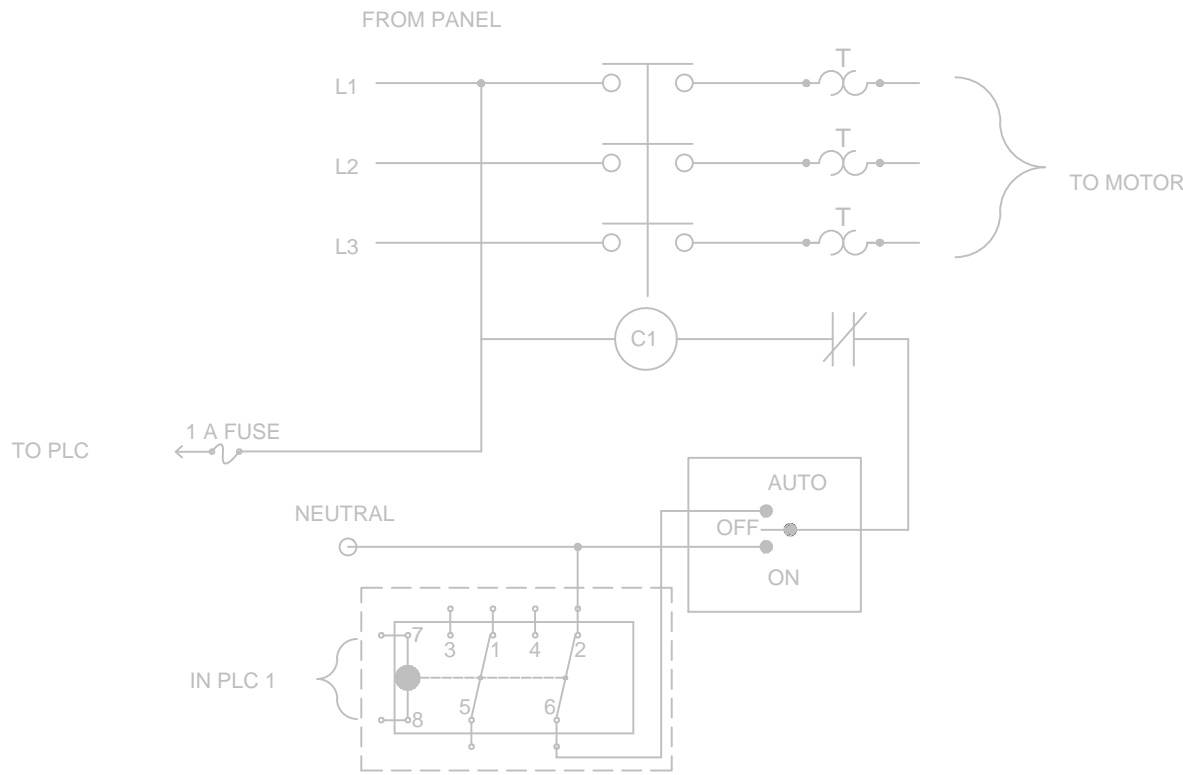 FROM PANEL
T
L1
T
L2
TO MOTOR
T
L3
C1
1 A FUSE
TO PLC
AUTO
NEUTRAL
OFF
ON
7
3 1 4 2
IN PLC 1
5 6
8